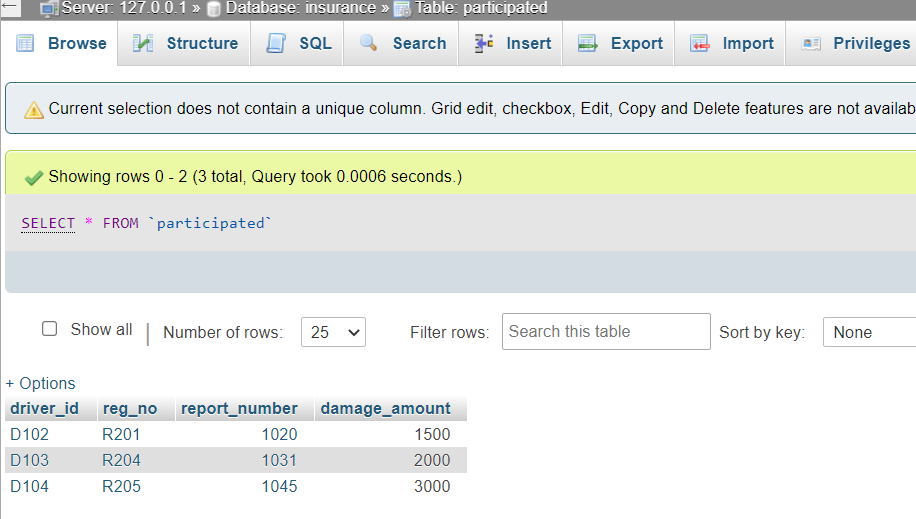 Server: 127.0.0.1 » Database: insurance » Table: participated
Browse Structure SQL Search Insert Export Import Privileges
Current selection does not contain a unique column. Grid edit, checkbox, Edit, Copy and Delete features are not availab
Showing rows 0 - 2 (3 total, Query took 0.0006 seconds.)
SELECT * FROM `participated`
Show all | Number of rows: 25 Filter rows: Search this table Sort by key: None
+ Options
driver_id reg_no report_number damage_amount
D102 R201 1020 1500
D103 R204 1031 2000
D104 R205 1045 3000